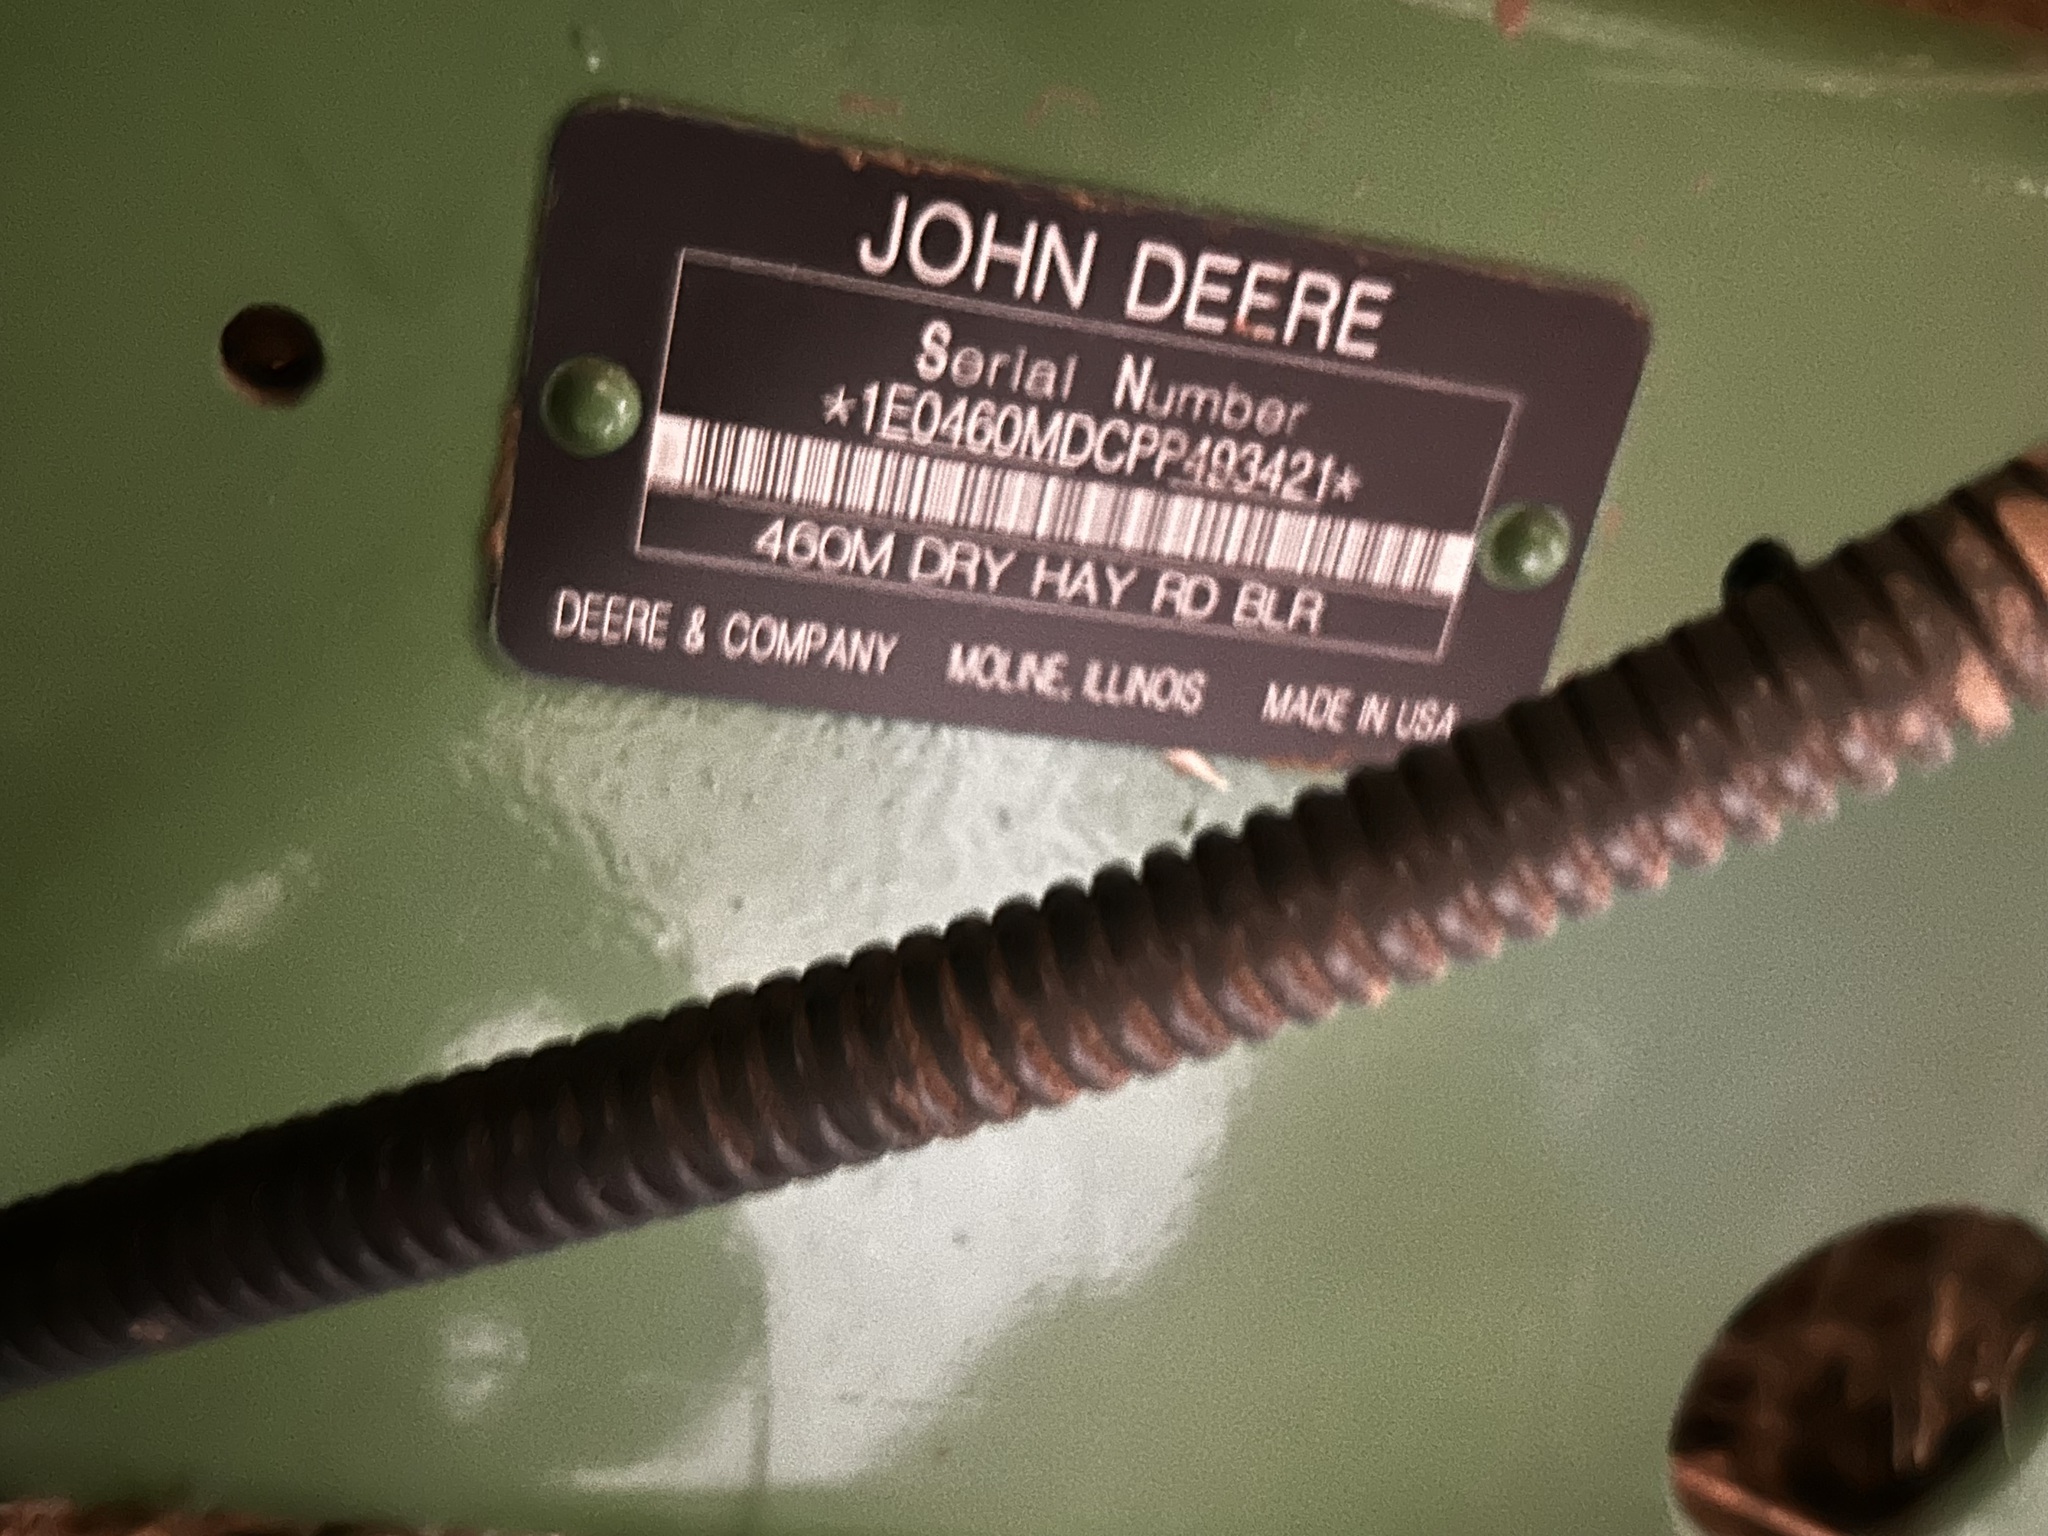 JOHN DEERE
Serial Number
*1E0460MDCPP493421*
460M DRY HAY RD BLR
DEERE & COMPANY MOLINE, ILLINOIS MADE IN USA